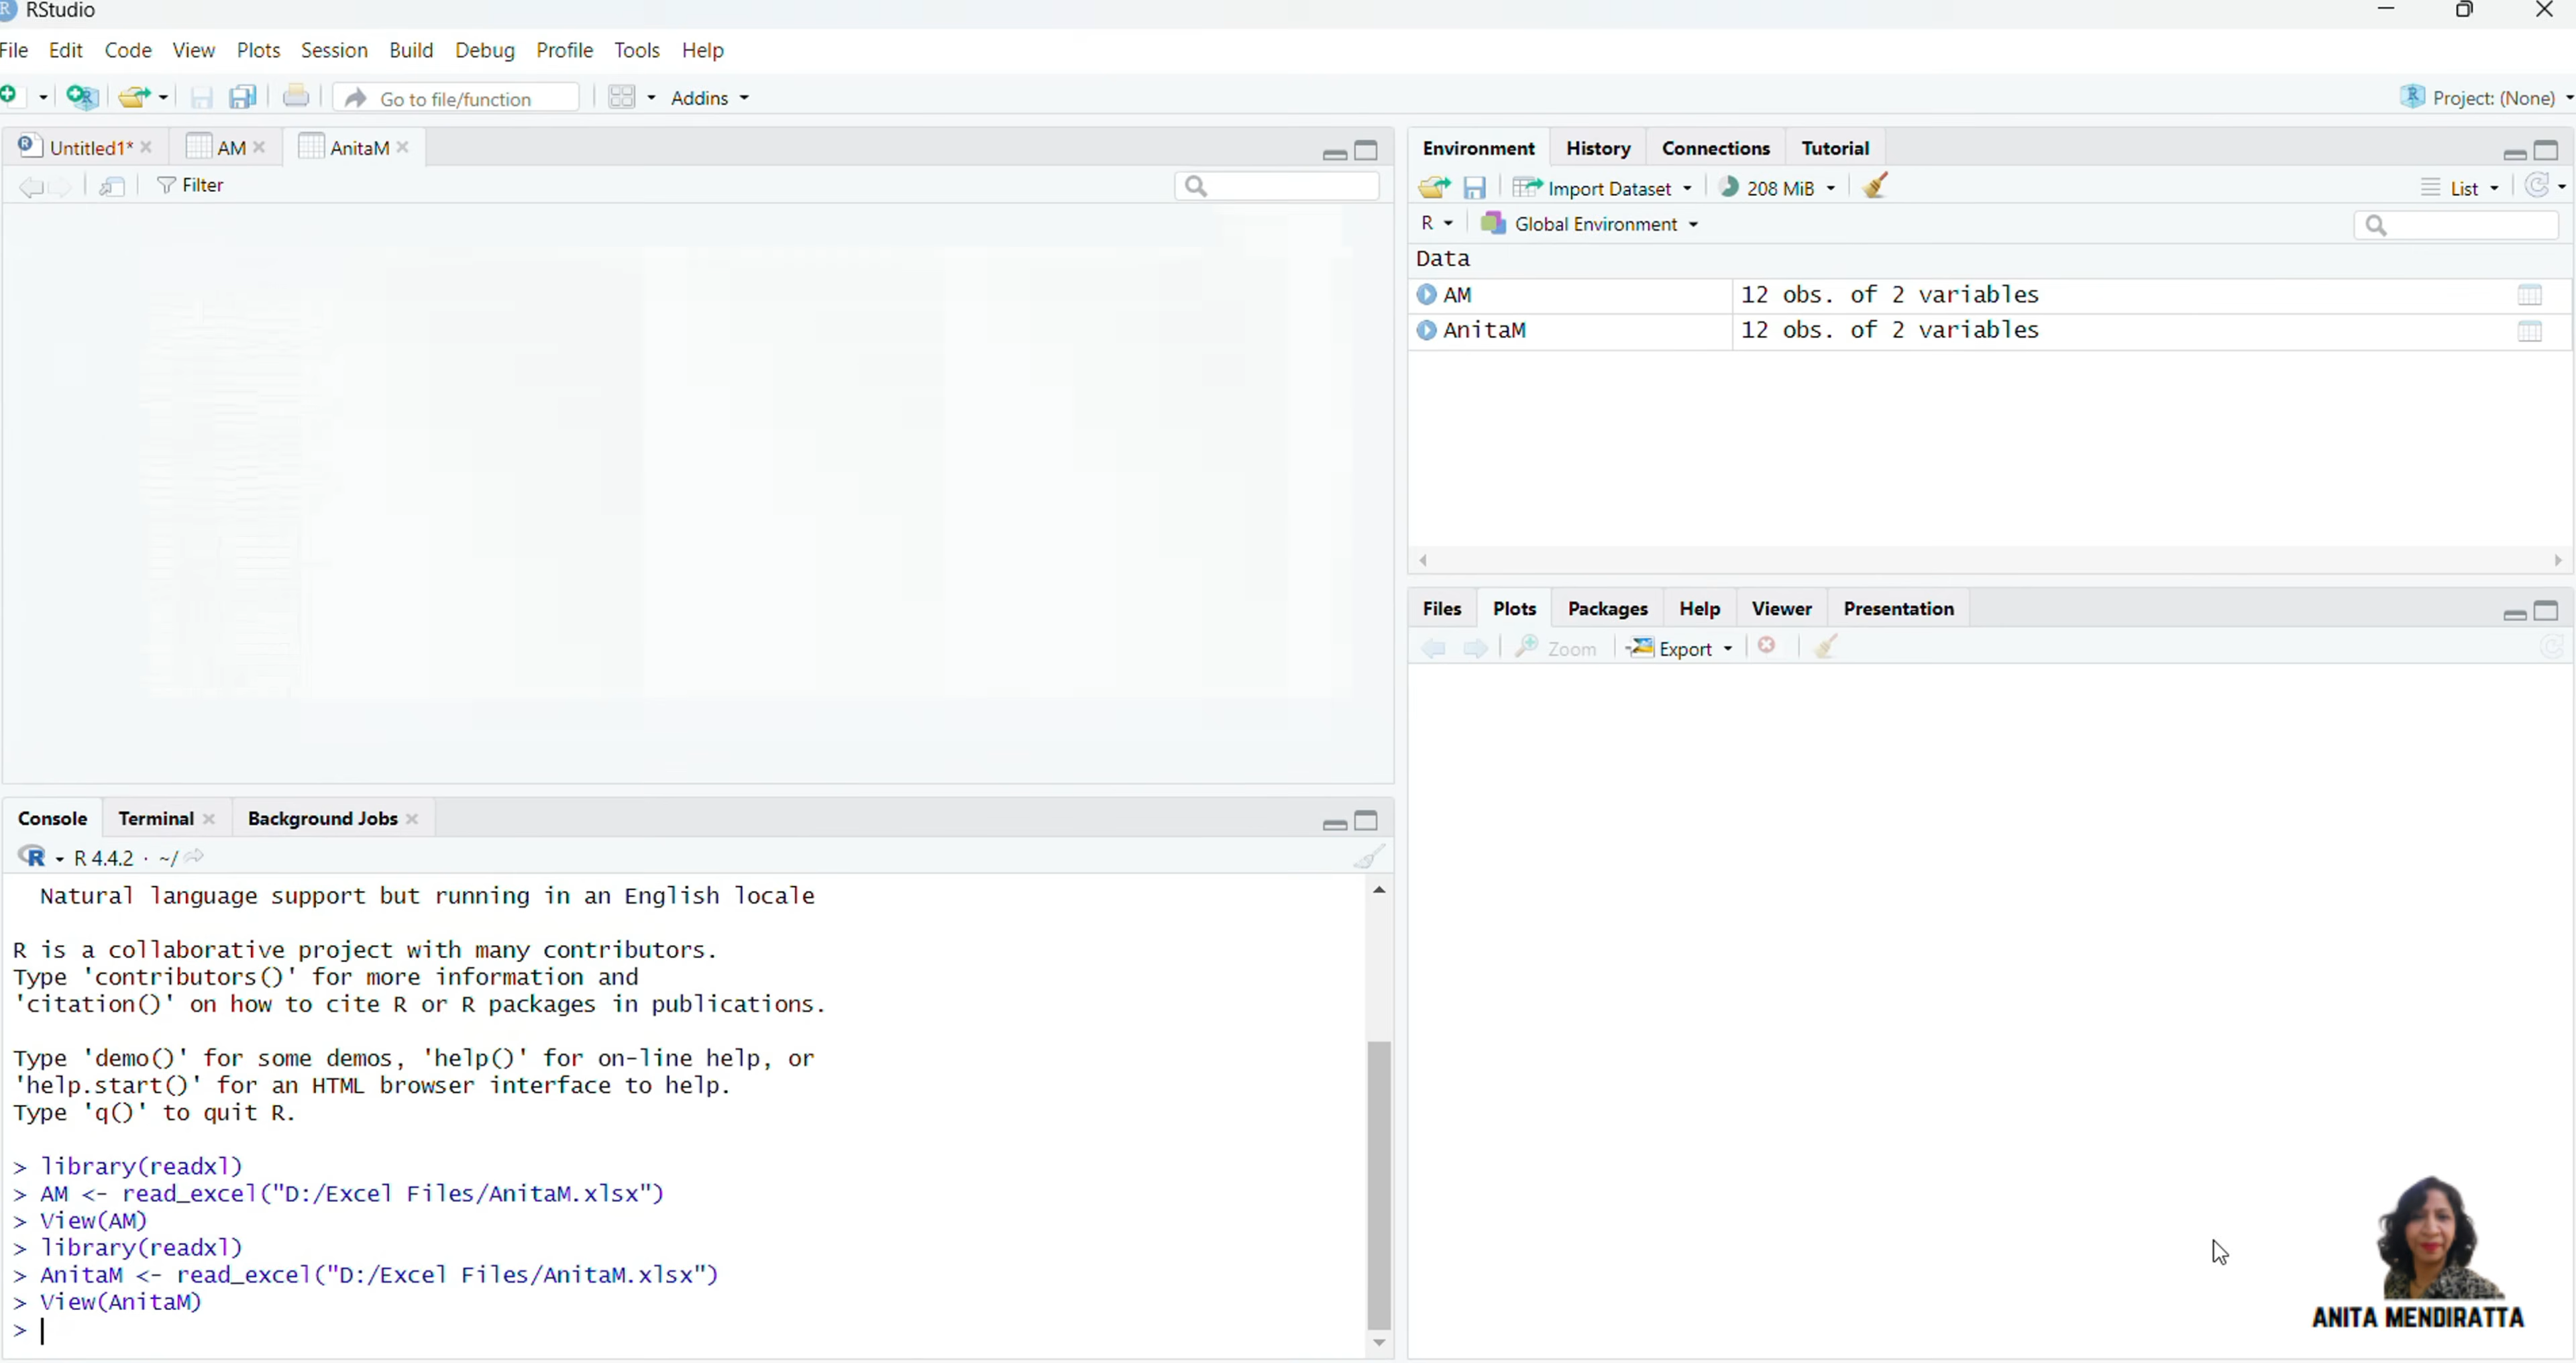 RStudio
File Edit Code View Plots Session Build Debug Profile Tools Help
Go to file/function Addins Project: (None)
Untitled1* AM AnitaM
Filter
Environment History Connections Tutorial
Import Dataset 208 MiB List
R Global Environment
Data
AM 12 obs. of 2 variables
AnitaM 12 obs. of 2 variables
Files Plots Packages Help Viewer Presentation
Zoom Export
Console Terminal Background Jobs
R 4.4.2 · ~/
Natural language support but running in an English locale
R is a collaborative project with many contributors.
Type 'contributors()' for more information and
'citation()' on how to cite R or R packages in publications.
Type 'demo()' for some demos, 'help()' for on-line help, or
'help.start()' for an HTML browser interface to help.
Type 'q()' to quit R.
> library(readxl)
> AM <- read_excel("D:/Excel Files/AnitaM.xlsx")
> View(AM)
> library(readxl)
> AnitaM <- read_excel("D:/Excel Files/AnitaM.xlsx")
> View(AnitaM)
>
ANITA MENDIRATTA